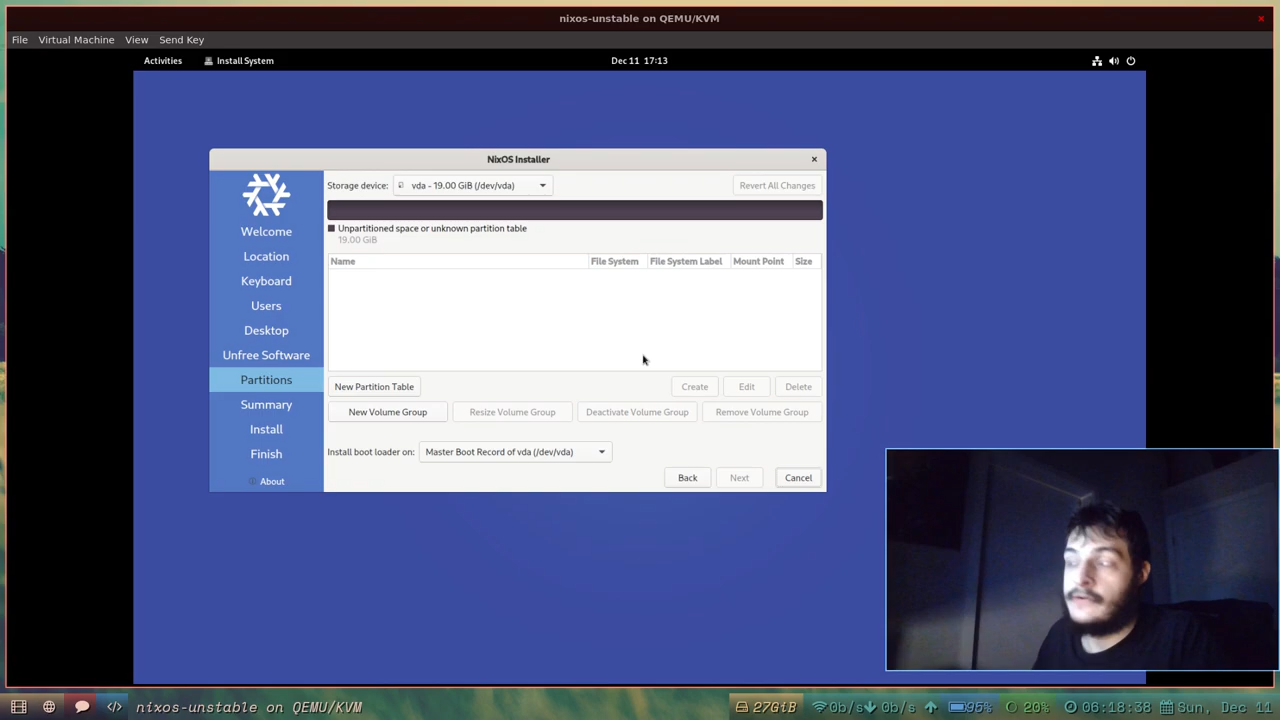 nixos-unstable on QEMU/KVM
File Virtual Machine View Send Key
Activities Install System Dec 11 17:13
NixOS Installer
Storage device: vda - 19.00 GiB (/dev/vda) Revert All Changes
Unpartitioned space or unknown partition table
19.00 GiB
Name File System File System Label Mount Point Size
Welcome
Location
Keyboard
Users
Desktop
Unfree Software
Partitions
Summary
Install
Finish
About
New Partition Table Create Edit Delete
New Volume Group Resize Volume Group Deactivate Volume Group Remove Volume Group
Install boot loader on: Master Boot Record of vda (/dev/vda)
Back Next Cancel
nixos-unstable on QEMU/KVM 27GiB 0b/s 0b/s 95% 20% 06:18:38 Sun, Dec 11